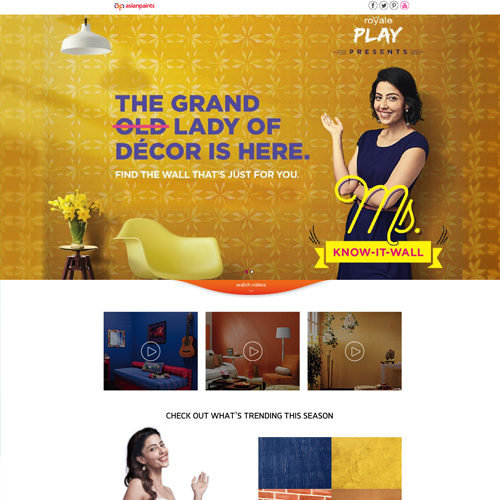 asianpaints
royale
PLAY
PRESENTS
THE GRAND
OLD LADY OF
DÉCOR IS HERE.
FIND THE WALL THAT'S JUST FOR YOU.
Ms.
KNOW-IT-WALL
watch videos
CHECK OUT WHAT'S TRENDING THIS SEASON